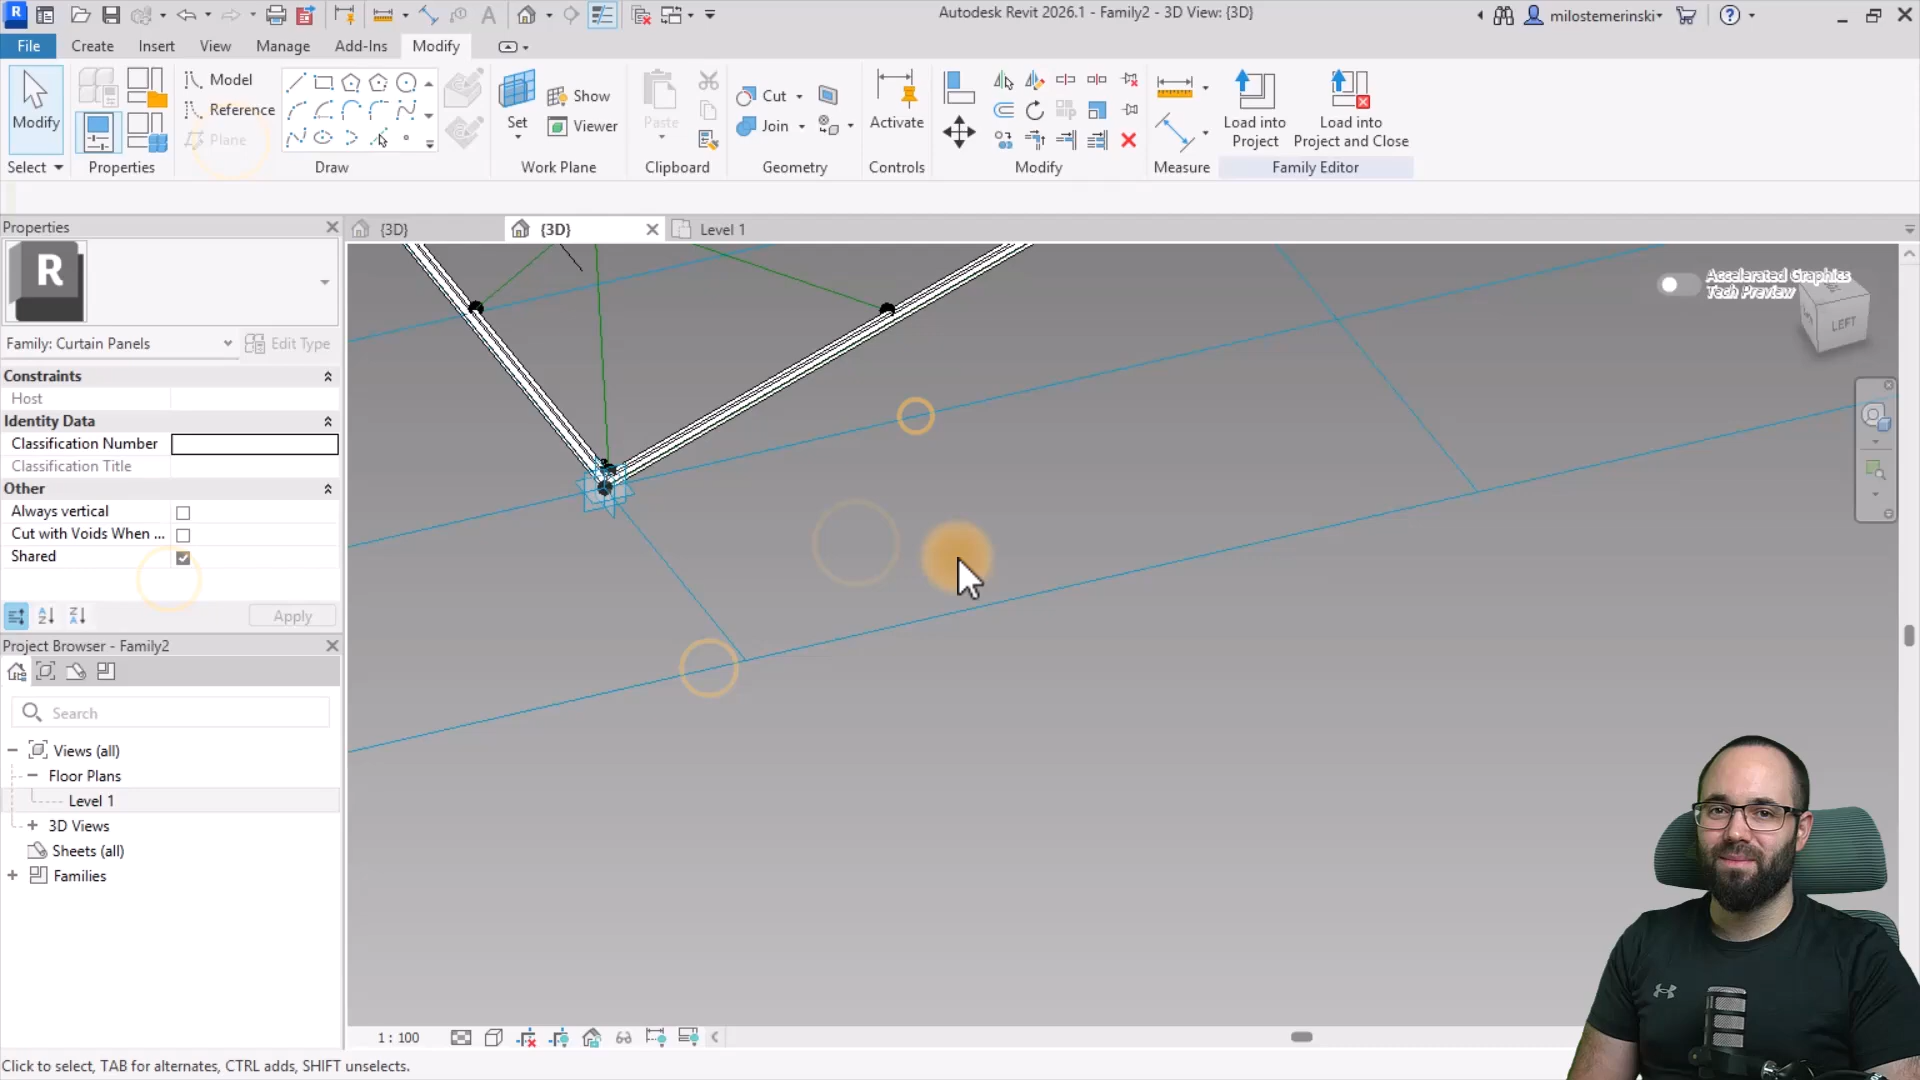 R
Autodesk Revit 2026.1 - Family2 - 3D View: {3D}
milostemerinski
File Create Insert View Manage Add-Ins Modify
Modify
Select
Properties
Model
Reference
Plane
Draw
Set
Show
Viewer
Work Plane
Paste
Clipboard
Cut
Join
Geometry
Activate
Controls
Modify
Measure
Load into
Project
Load into
Project and Close
Family Editor
Properties
{3D}
{3D}
Level 1
R
Family: Curtain Panels
Edit Type
Constraints
Host
Identity Data
Classification Number
Classification Title
Other
Always vertical
Cut with Voids When ...
Shared
Apply
Project Browser - Family2
Search
Views (all)
Floor Plans
Level 1
3D Views
Sheets (all)
Families
Accelerated Graphics
Tech Preview
LEFT
1 : 100
Click to select, TAB for alternates, CTRL adds, SHIFT unselects.